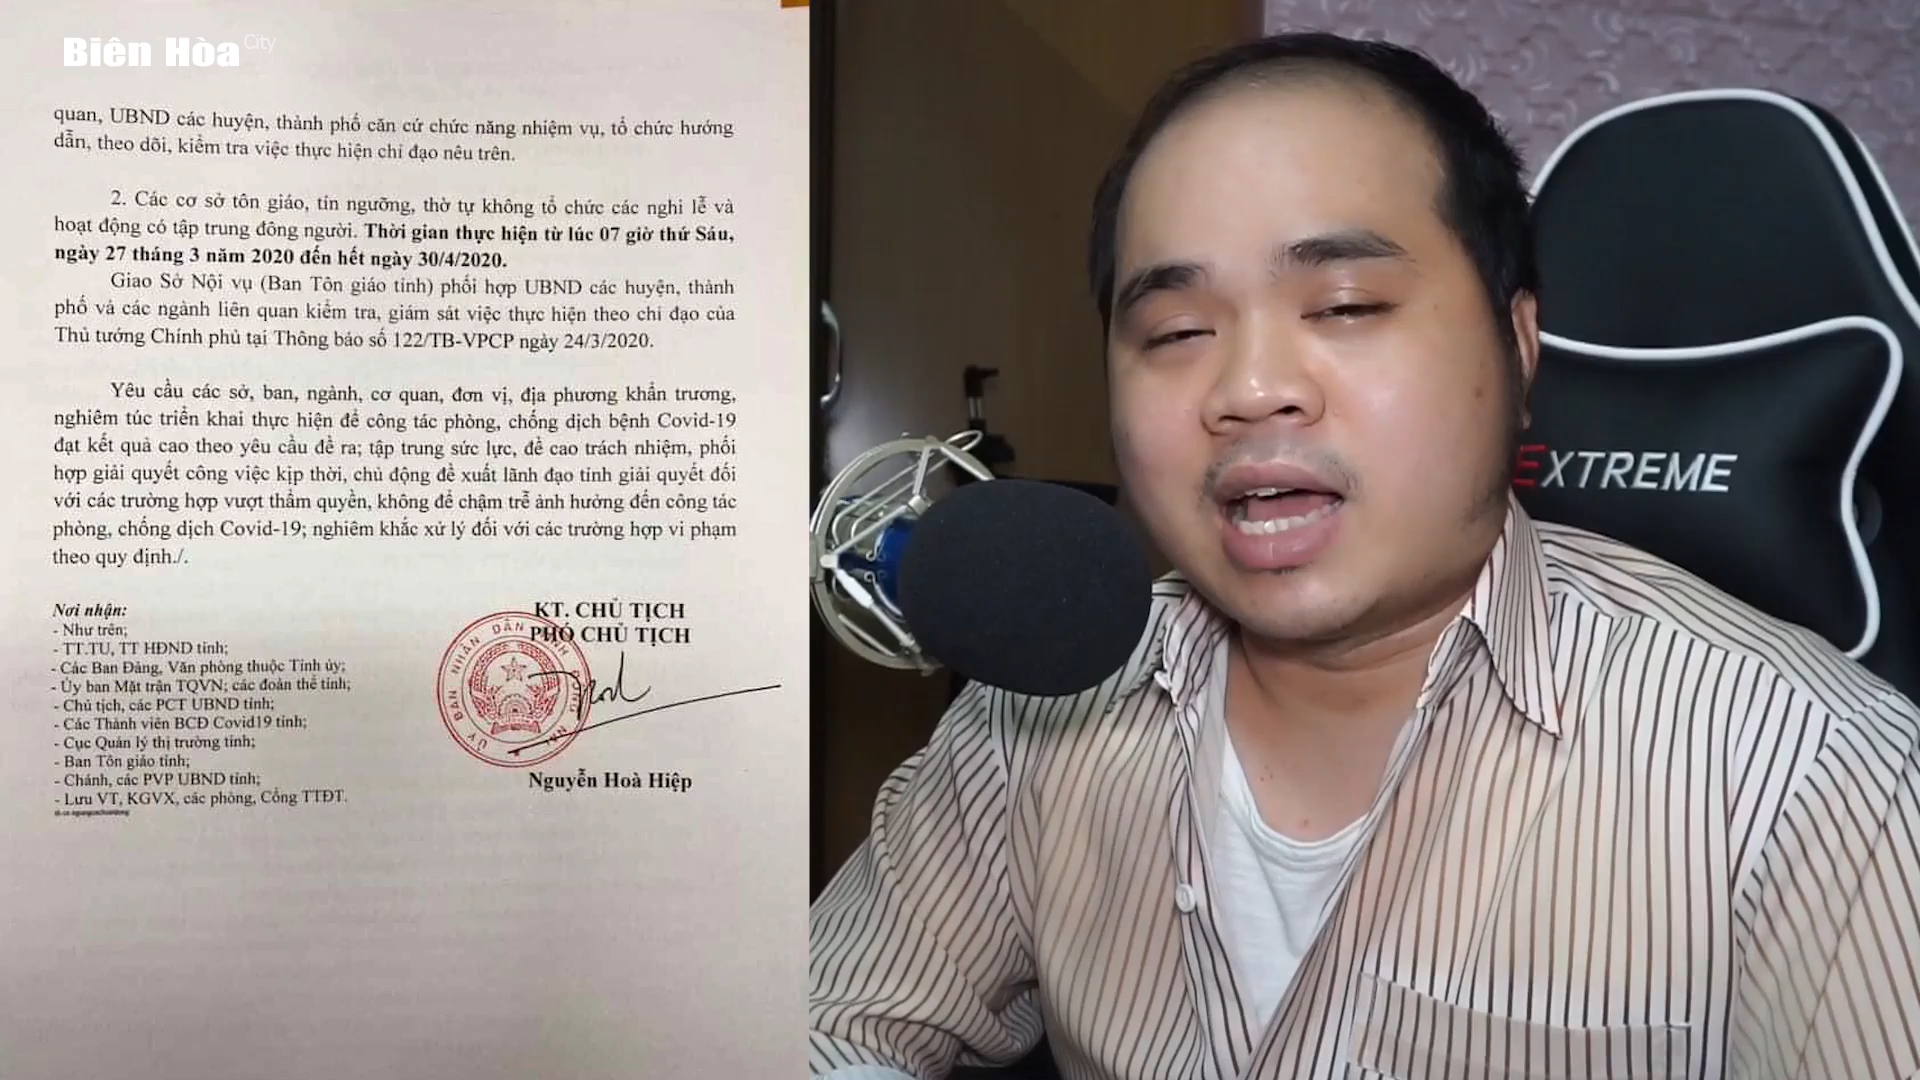 Biên Hòa City
quan, UBND các huyện, thành phố căn cứ chức năng nhiệm vụ, tổ chức hướng
dẫn, theo dõi, kiểm tra việc thực hiện chỉ đạo nêu trên.
2. Các cơ sở tôn giáo, tín ngưỡng, thờ tự không tổ chức các nghi lễ và
hoạt động có tập trung đông người. Thời gian thực hiện từ lúc 07 giờ thứ Sáu,
ngày 27 tháng 3 năm 2020 đến hết ngày 30/4/2020.
Giao Sở Nội vụ (Ban Tôn giáo tỉnh) phối hợp UBND các huyện, thành
phố và các ngành liên quan kiểm tra, giám sát việc thực hiện theo chỉ đạo của
Thủ tướng Chính phủ tại Thông báo số 122/TB-VPCP ngày 24/3/2020.
Yêu cầu các sở, ban, ngành, cơ quan, đơn vị, địa phương khẩn trương,
nghiêm túc triển khai thực hiện để công tác phòng, chống dịch bệnh Covid-19
đạt kết quả cao theo yêu cầu đề ra; tập trung sức lực, đề cao trách nhiệm, phối
hợp giải quyết công việc kịp thời, chủ động đề xuất lãnh đạo tỉnh giải quyết đối
với các trường hợp vượt thẩm quyền, không để chậm trễ ảnh hưởng đến công tác
phòng, chống dịch Covid-19; nghiêm khắc xử lý đối với các trường hợp vi phạm
theo quy định./.
Nơi nhận:
- Như trên;
- TT.TU, TT HĐND tỉnh;
- Các Ban Đảng, Văn phòng thuộc Tỉnh ủy;
- Ủy ban Mặt trận TQVN; các đoàn thể tỉnh;
- Chủ tịch, các PCT UBND tỉnh;
- Các Thành viên BCĐ Covid19 tỉnh;
- Cục Quản lý thị trường tỉnh;
- Ban Tôn giáo tỉnh;
- Chánh, các PVP UBND tỉnh;
- Lưu VT, KGVX, các phòng, Cổng TTĐT.
KT. CHỦ TỊCH
PHÓ CHỦ TỊCH
ỦY BAN NHÂN DÂN TỈNH
Nguyễn Hoà Hiệp
EXTREME